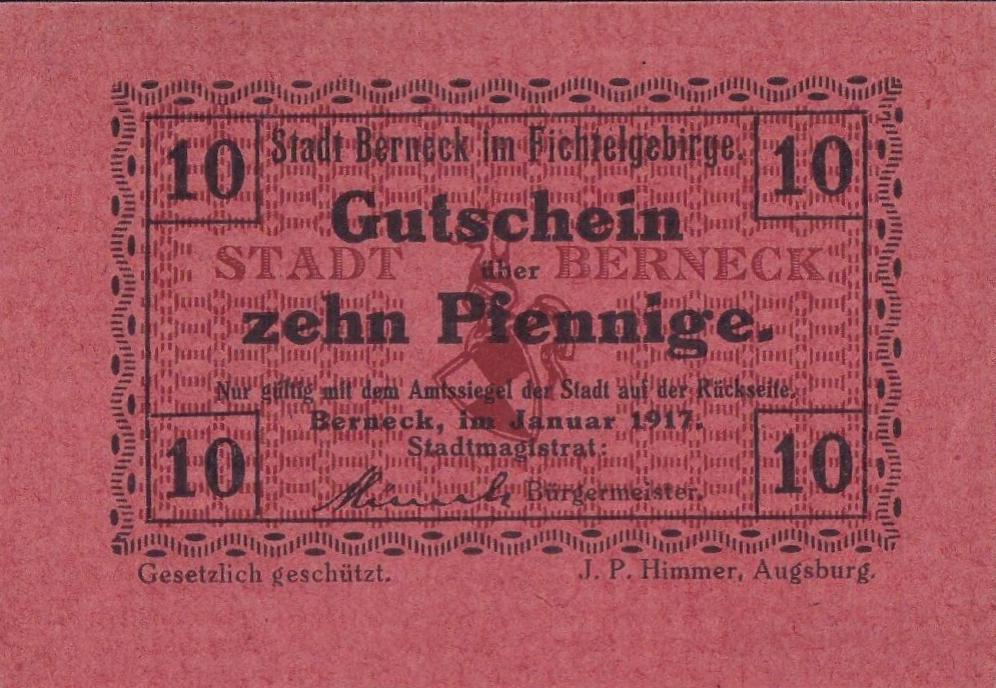 10 Stadt Berneck im Fichtelgebirge. 10
Gutschein
STADT über BERNECK
zehn Pfennige.
Nur gültig mit dem Amtssiegel der Stadt auf der Rückseite.
Berneck, im Januar 1917.
Stadtmagistrat:
10 Bürgermeister. 10
Gesetzlich geschützt. J. P. Himmer, Augsburg.